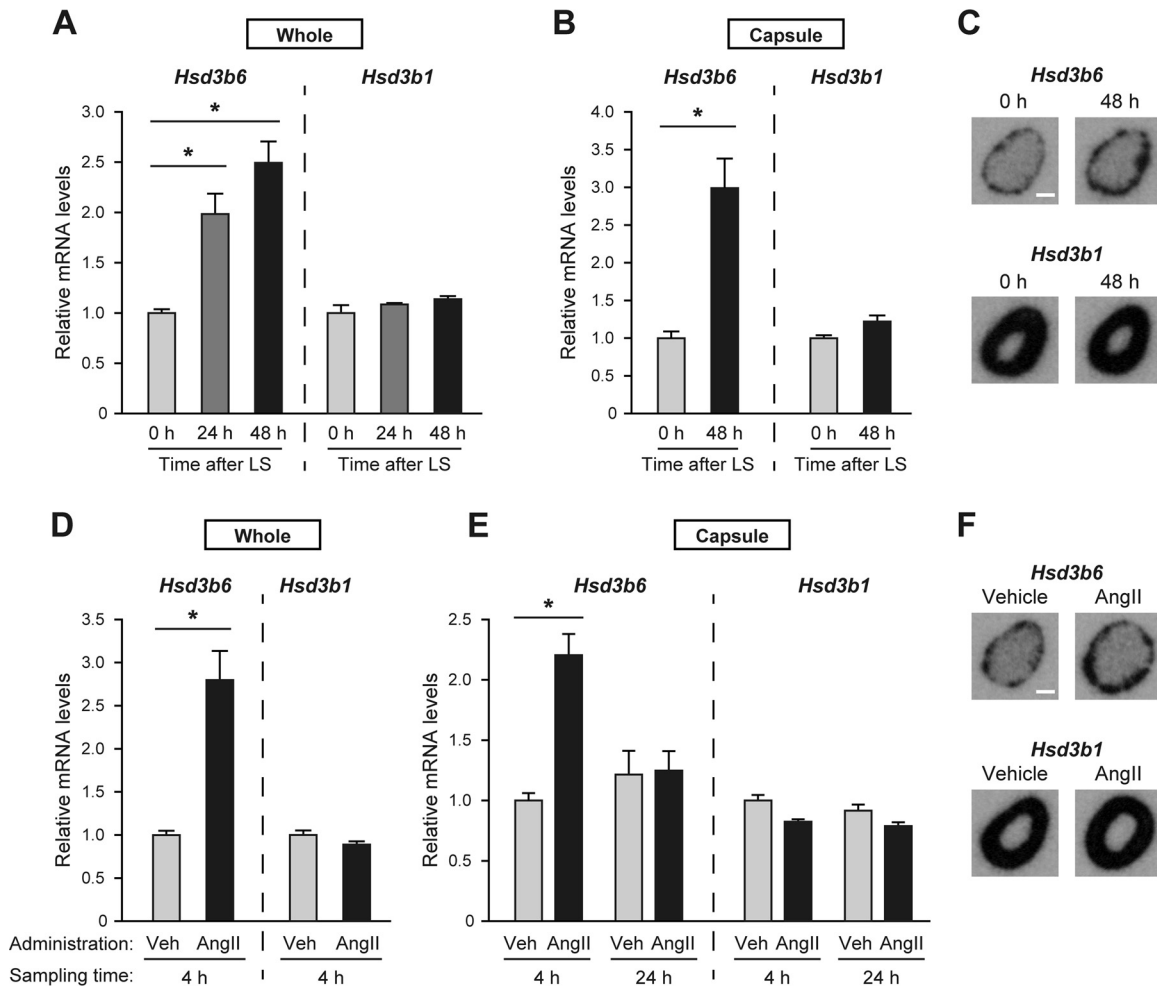 A
Whole
Hsd3b6
Hsd3b1
Relative mRNA levels
3.0
2.5
2.0
1.5
1.0
0.5
0
*
*
0 h 24 h 48 h
0 h 24 h 48 h
Time after LS
Time after LS
B
Capsule
Hsd3b6
Hsd3b1
Relative mRNA levels
4.0
3.5
3.0
2.5
2.0
1.5
1.0
0.5
0
*
0 h 48 h
0 h 48 h
Time after LS
Time after LS
C
Hsd3b6
0 h 48 h
Hsd3b1
0 h 48 h
D
Whole
Hsd3b6
Hsd3b1
Relative mRNA levels
3.5
3.0
2.5
2.0
1.5
1.0
0.5
0
*
Administration: Veh AngII Veh AngII
Sampling time: 4 h 4 h
E
Capsule
Hsd3b6
Hsd3b1
Relative mRNA levels
2.5
2.0
1.5
1.0
0.5
0
*
Veh AngII Veh AngII Veh AngII Veh AngII
4 h 24 h 4 h 24 h
F
Hsd3b6
Vehicle AngII
Hsd3b1
Vehicle AngII